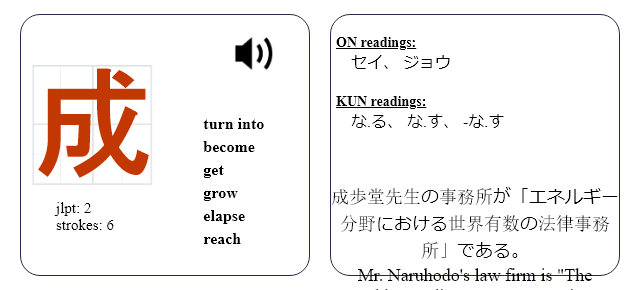 成
jlpt: 2
strokes: 6
turn into
become
get
grow
elapse
reach
ON readings:
セイ、 ジョウ
KUN readings:
な.る、 な.す、 -な.す
成歩堂先生の事務所が「エネルギー
分野における世界有数の法律事務
所」である。
Mr. Naruhodo's law firm is "The